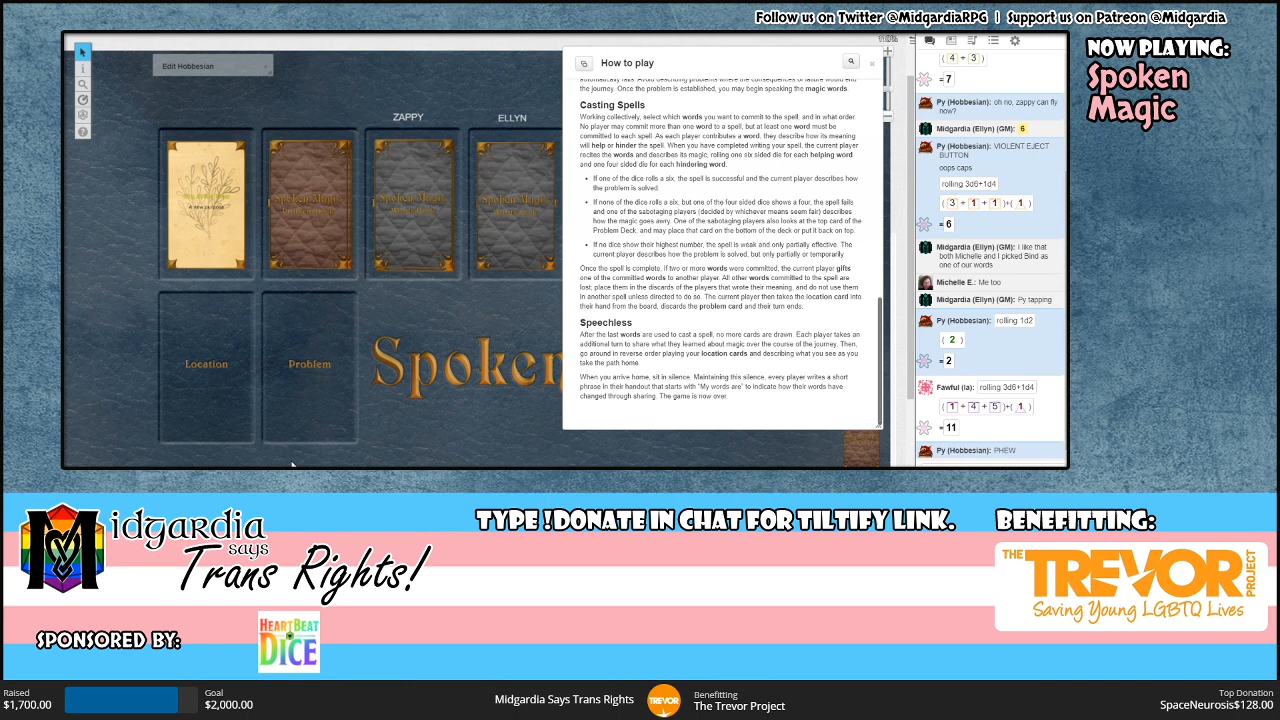 Follow us on Twitter @MidgardiaRPG | Support us on Patreon @Midgardia
NOW PLAYING:
Spoken
Magic
Edit Hobbesian
ZAPPY
ELLYN
A new purpose
Spoken Magic
Spoken Magic
Spoken Magic
Location
Problem
Spoken
How to play
the journey. Once the problem is established, you may begin speaking the magic words.
Casting Spells
Working collectively, select which words you want to commit to the spell, and in what order.
No player may commit more than one word to a spell, but at least one word must be
committed to each spell. As each player contributes a word, they describe how its meaning
will help or hinder the spell. When you have completed writing your spell, the current player
recites the words and describes its magic, rolling one six sided die for each helping word
and one four sided die for each hindering word.
• If one of the dice rolls a six, the spell is successful and the current player describes how
the problem is solved.
• If none of the dice rolls a six, but one of the four sided dice shows a four, the spell fails
and one of the sabotaging players (decided by whichever means seem fair) describes
how the magic goes awry. One of the sabotaging players also looks at the top card of the
Problem Deck, and may place that card on the bottom of the deck or put it back on top.
• If no dice show their highest number, the spell is weak and only partially effective. The
current player describes how the problem is solved, but only partially or temporarily
Once the spell is complete, if two or more words were committed, the current player gifts
one of the committed words to another player. All other words committed to the spell are
lost; place them in the discards of the players that wrote their meaning, and do not use them
in another spell unless directed to do so. The current player then takes the location card into
their hand from the board, discards the problem card and their turn ends.
Speechless
After the last words are used to cast a spell, no more cards are drawn. Each player takes an
additional turn to share what they learned about magic over the course of the journey. Then,
go around in reverse order playing your location cards and describing what you see as you
take the path home
When you arrive home, sit in silence. Maintaining this silence, every player writes a short
phrase in their handout that starts with "My words are" to indicate how their words have
changed through sharing. The game is now over.
(4 + 3)
= 7
Py (Hobbesian): oh no, zappy can fly
now?
Midgardia (Ellyn) (GM): 6
Py (Hobbesian): VIOLENT EJECT
BUTTON
oops caps
rolling 3d6+1d4
(3 + 1 + 1)+(1)
= 6
Midgardia (Ellyn) (GM): I like that
both Michelle and I picked Bind as
one of our words
Michelle E.: Me too
Midgardia (Ellyn) (GM): Py tapping
Py (Hobbesian): rolling 1d2
(2)
= 2
Fawful (Ia): rolling 3d6+1d4
(1 + 4 + 5)+(1)
= 11
Py (Hobbesian): PHEW
Midgardia
says
Trans Rights!
TYPE !DONATE IN CHAT FOR TILTIFY LINK.
BENEFITTING:
THE TREVOR PROJECT
Saving Young LGBTQ Lives
SPONSORED BY:
HEARTBEAT
DICE
Raised
$1,700.00
Goal
$2,000.00
Midgardia Says Trans Rights
TREVOR
Benefitting
The Trevor Project
Top Donation
SpaceNeurosis$128.00